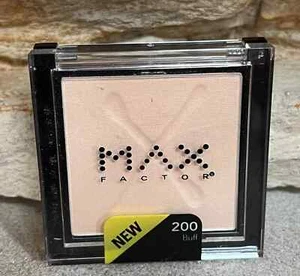 MAX
FACTOR
NEW
200
Buff